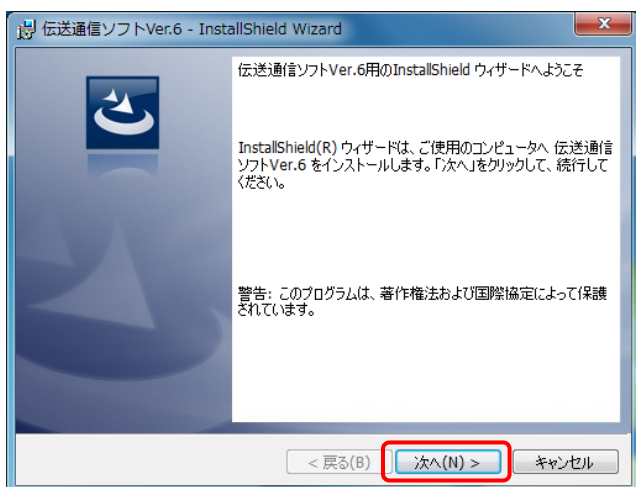 伝送通信ソフトVer.6 - InstallShield Wizard
伝送通信ソフトVer.6用のInstallShield ウィザードへようこそ
InstallShield(R) ウィザードは、ご使用のコンピュータへ 伝送通信
ソフトVer.6 をインストールします。「次へ」をクリックして、続行して
ください。
警告: このプログラムは、著作権法および国際協定によって保護
されています。
< 戻る(B)
次へ(N) >
キャンセル